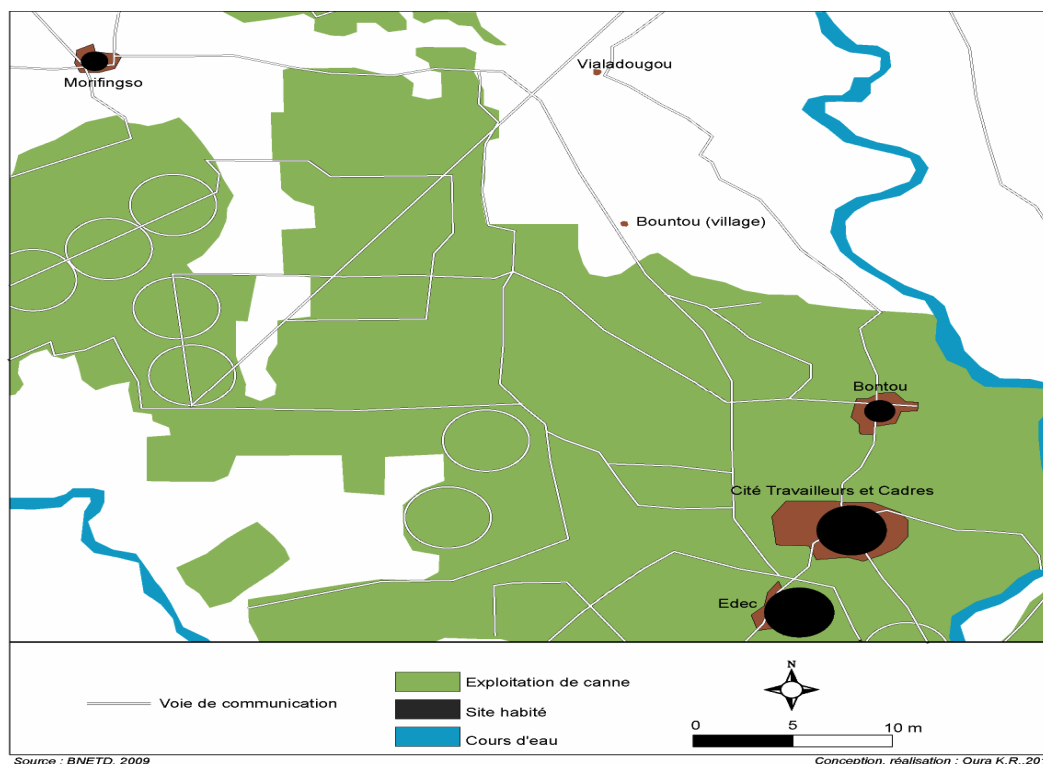 Morifingso
Vialadougou
Bountou (village)
Bontou
Cité Travailleurs et Cadres
Edec
Voie de communication
Exploitation de canne
Site habité
Cours d'eau
N
0 5 10 m
Source : BNETD, 2009
Conception, réalisation : Oura K.R.,201